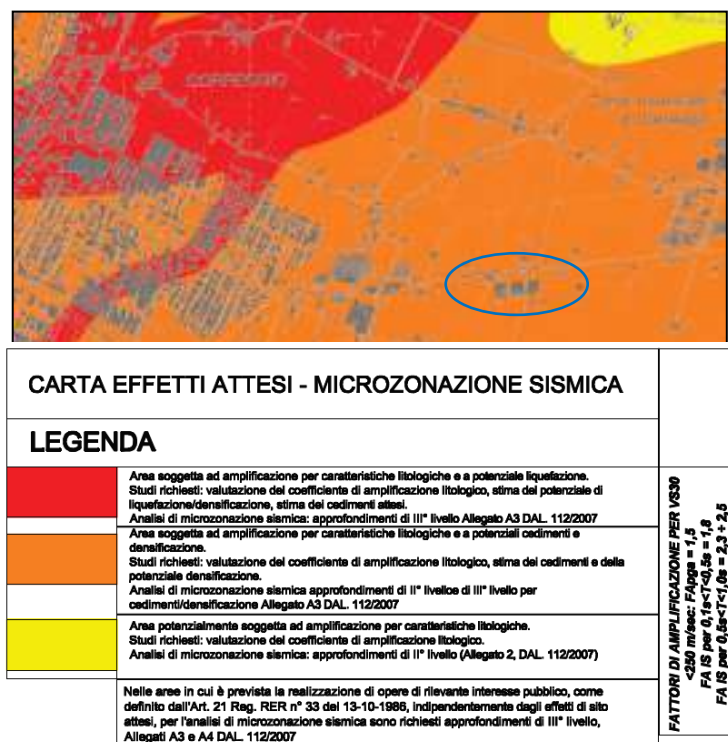 CORREGGIO
CARTA EFFETTI ATTESI - MICROZONAZIONE SISMICA
LEGENDA
Area soggetta ad amplificazione per caratteristiche litologiche e a potenziale liquefazione.
Studi richiesti: valutazione del coefficiente di amplificazione litologico, stima del potenziale di
liquefazione/densificazione, stima dei cedimenti attesi.
Analisi di microzonazione sismica: approfondimenti di III° livello Allegato A3 DAL. 112/2007
Area soggetta ad amplificazione per caratteristiche litologiche e a potenziali cedimenti e
densificazione.
Studi richiesti: valutazione del coefficiente di amplificazione litologico, stima dei cedimenti e della
potenziale densificazione.
Analisi di microzonazione sismica approfondimenti di II° livelloe di III° livello per
cedimenti/densificazione Allegato A3 DAL. 112/2007
Area potenzialmente soggetta ad amplificazione per caratteristiche litologiche.
Studi richiesti: valutazione del coefficiente di amplificazione litologico.
Analisi di microzonazione sismica: approfondimenti di II° livello (Allegato 2, DAL. 112/2007)
Nelle aree in cui è prevista la realizzazione di opere di rilevante interesse pubblico, come
definito dall'Art. 21 Reg. RER n° 33 del 13-10-1986, indipendentemente dagli effetti di sito
attesi, per l'analisi di microzonazione sismica sono richiesti approfondimenti di III° livello,
Allegati A3 e A4 DAL. 112/2007
FATTORI DI AMPLIFICAZIONE PER VS30
<250 m/sec: FApga = 1,5
FA IS per 0,1s<T<0,5s = 1,8
FA IS per 0,5s<T<1,0s = 2,3 ÷ 2,5